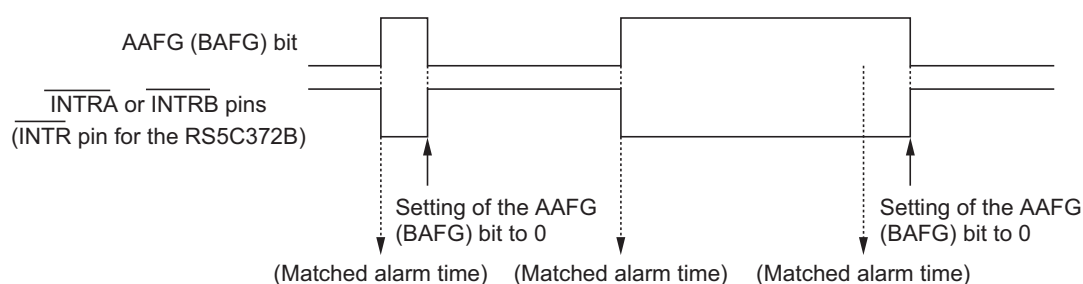 AAFG (BAFG) bit
INTRA or INTRB pins
(INTR pin for the RS5C372B)
Setting of the AAFG
(BAFG) bit to 0
Setting of the AAFG
(BAFG) bit to 0
(Matched alarm time)
(Matched alarm time)
(Matched alarm time)